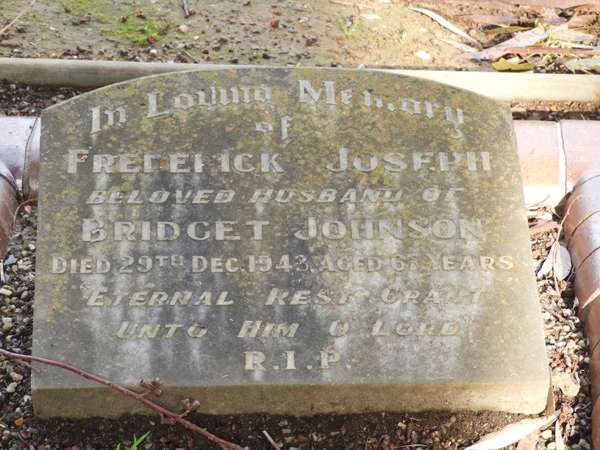 In Loving Memory
of
Frederick Joseph
Beloved Husband of
Bridget Johnson
Died 29th Dec. 1943, Aged Years
Eternal Rest Grant
Unto Him O Lord
R.I.P.